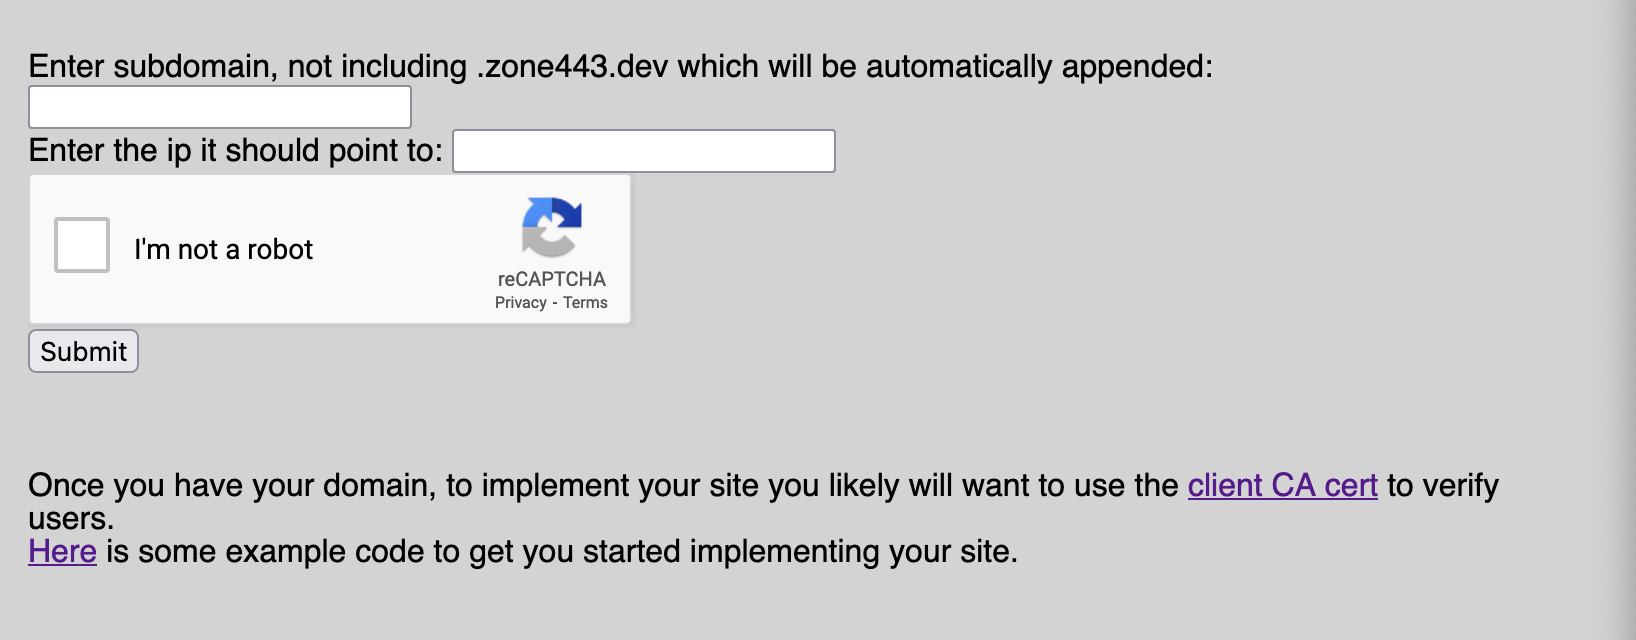 Enter subdomain, not including .zone443.dev which will be automatically appended:
Enter the ip it should point to:
I'm not a robot
reCAPTCHA
Privacy - Terms
Submit
Once you have your domain, to implement your site you likely will want to use the client CA cert to verify
users.
Here is some example code to get you started implementing your site.